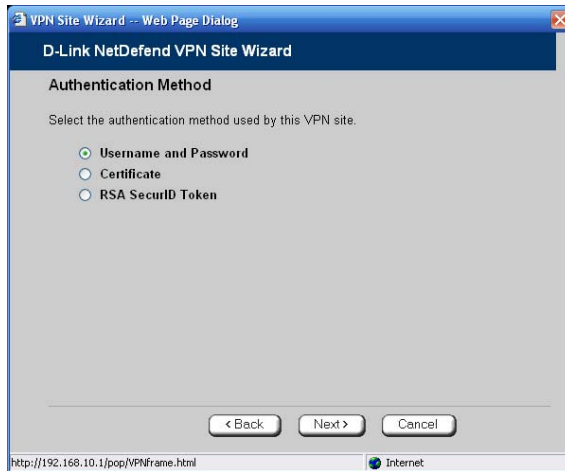 VPN Site Wizard -- Web Page Dialog
D-Link NetDefend VPN Site Wizard
Authentication Method
Select the authentication method used by this VPN site.
Username and Password
Certificate
RSA SecurID Token
< Back Next > Cancel
http://192.168.10.1/pop/VPNframe.html Internet